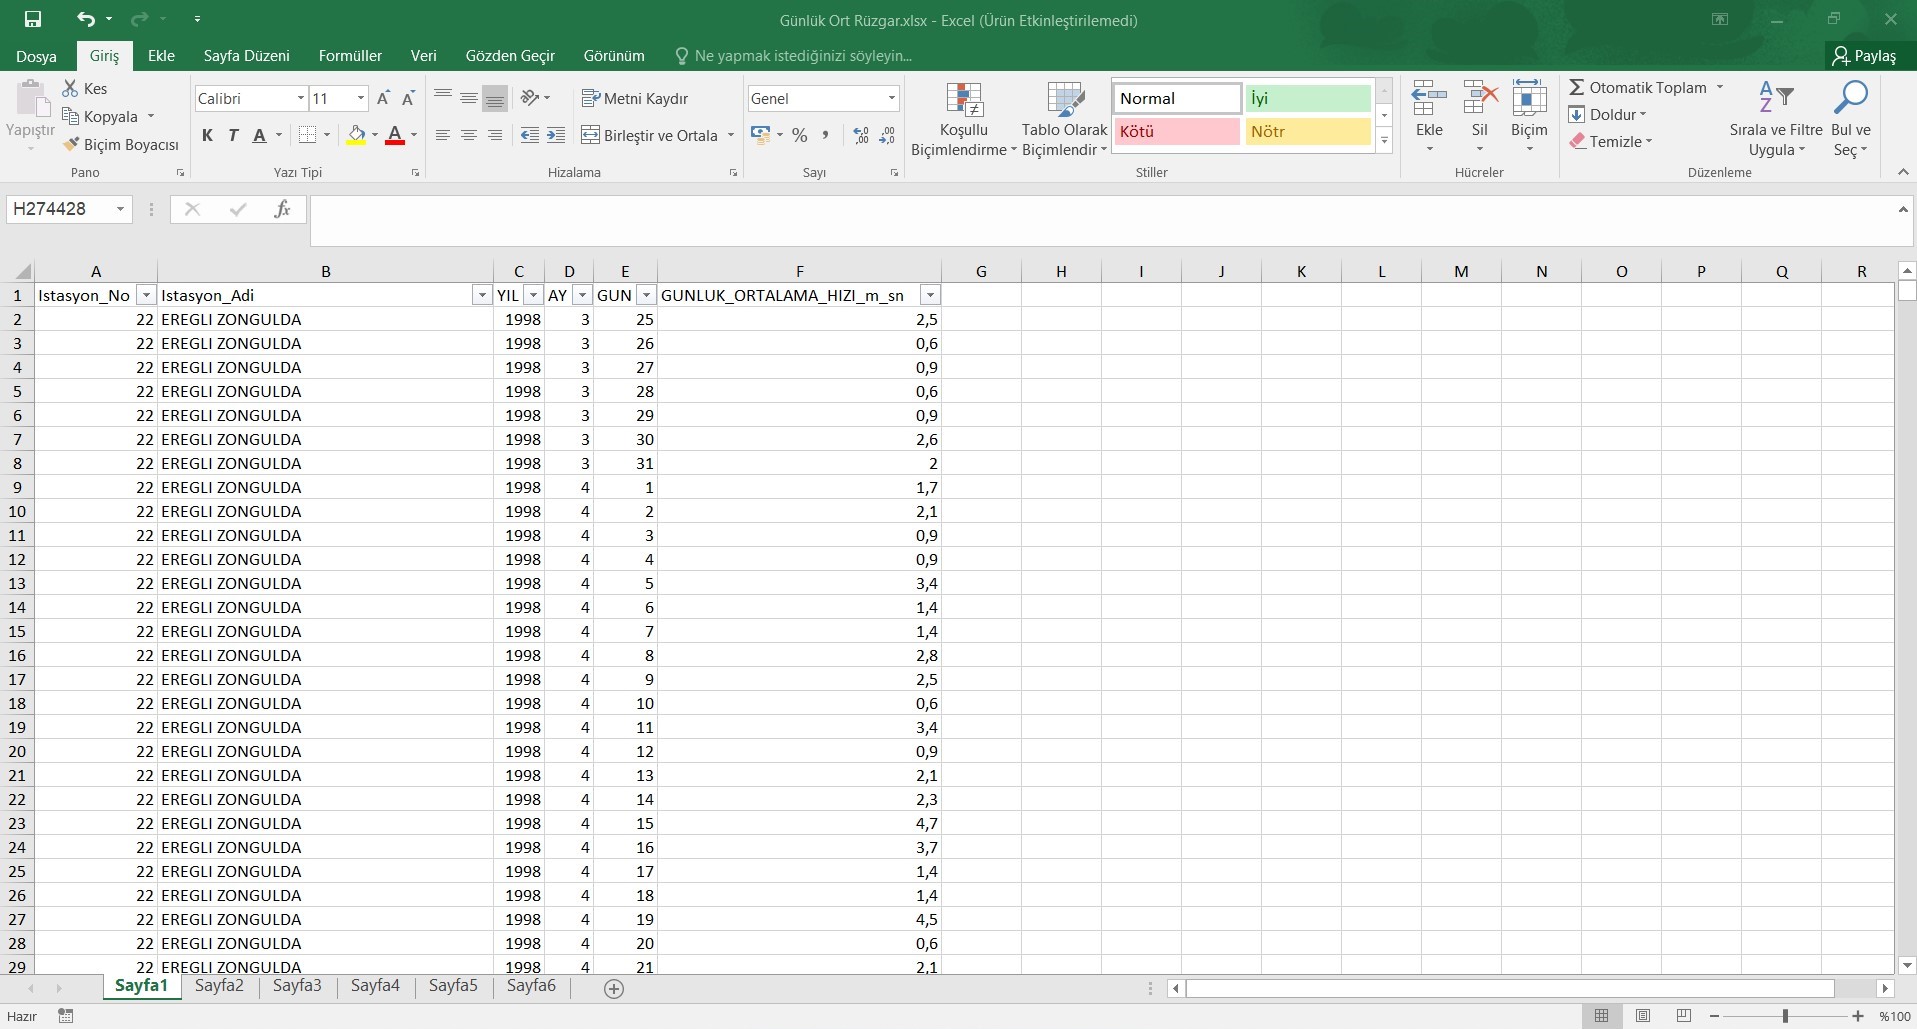 Günlük Ort Rüzgar.xlsx - Excel (Ürün Etkinleştirilemedi)
Dosya Giriş Ekle Sayfa Düzeni Formüller Veri Gözden Geçir Görünüm Ne yapmak istediğinizi söyleyin... Paylaş
Yapıştır
Kes
Kopyala
Biçim Boyacısı
Pano
Calibri 11
K T A
Yazı Tipi
Metni Kaydır
Birleştir ve Ortala
Hizalama
Genel
Sayı
Koşullu Biçimlendirme
Tablo Olarak Biçimlendir
Normal İyi
Kötü Nötr
Stiller
Ekle Sil Biçim
Hücreler
Otomatik Toplam
Doldur
Temizle
Sırala ve Filtre Uygula
Bul ve Seç
Düzenleme
H274428 fx
A B C D E F G H I J K L M N O P Q R
1 Istasyon_No Istasyon_Adi YIL AY GUN GUNLUK_ORTALAMA_HIZI_m_sn
2 22 EREGLI ZONGULDA 1998 3 25 2,5
3 22 EREGLI ZONGULDA 1998 3 26 0,6
4 22 EREGLI ZONGULDA 1998 3 27 0,9
5 22 EREGLI ZONGULDA 1998 3 28 0,6
6 22 EREGLI ZONGULDA 1998 3 29 0,9
7 22 EREGLI ZONGULDA 1998 3 30 2,6
8 22 EREGLI ZONGULDA 1998 3 31 2
9 22 EREGLI ZONGULDA 1998 4 1 1,7
10 22 EREGLI ZONGULDA 1998 4 2 2,1
11 22 EREGLI ZONGULDA 1998 4 3 0,9
12 22 EREGLI ZONGULDA 1998 4 4 0,9
13 22 EREGLI ZONGULDA 1998 4 5 3,4
14 22 EREGLI ZONGULDA 1998 4 6 1,4
15 22 EREGLI ZONGULDA 1998 4 7 1,4
16 22 EREGLI ZONGULDA 1998 4 8 2,8
17 22 EREGLI ZONGULDA 1998 4 9 2,5
18 22 EREGLI ZONGULDA 1998 4 10 0,6
19 22 EREGLI ZONGULDA 1998 4 11 3,4
20 22 EREGLI ZONGULDA 1998 4 12 0,9
21 22 EREGLI ZONGULDA 1998 4 13 2,1
22 22 EREGLI ZONGULDA 1998 4 14 2,3
23 22 EREGLI ZONGULDA 1998 4 15 4,7
24 22 EREGLI ZONGULDA 1998 4 16 3,7
25 22 EREGLI ZONGULDA 1998 4 17 1,4
26 22 EREGLI ZONGULDA 1998 4 18 1,4
27 22 EREGLI ZONGULDA 1998 4 19 4,5
28 22 EREGLI ZONGULDA 1998 4 20 0,6
29 22 EREGLI ZONGULDA 1998 4 21 2,1
Sayfa1 Sayfa2 Sayfa3 Sayfa4 Sayfa5 Sayfa6
Hazır %100